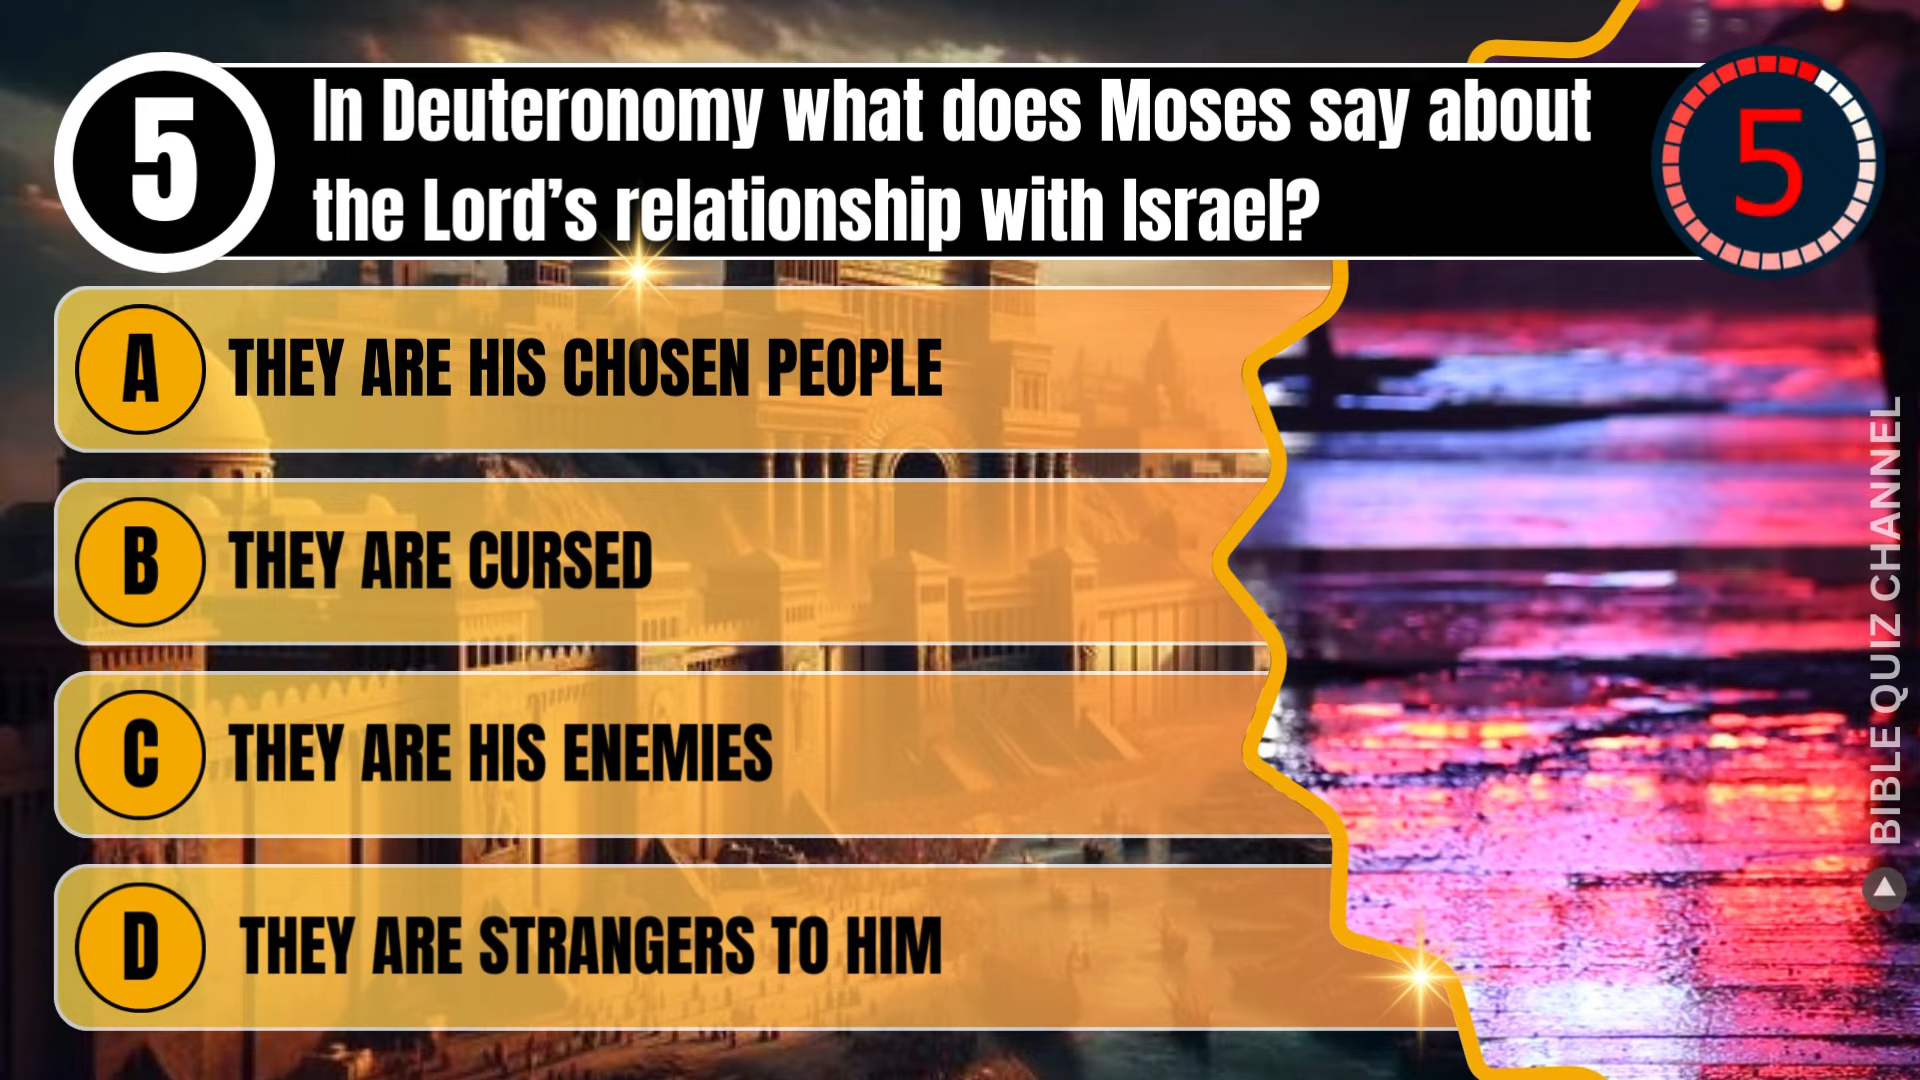 5
In Deuteronomy what does Moses say about
the Lord’s relationship with Israel?
5
A
THEY ARE HIS CHOSEN PEOPLE
B
THEY ARE CURSED
C
THEY ARE HIS ENEMIES
D
THEY ARE STRANGERS TO HIM
BIBLE QUIZ CHANNEL